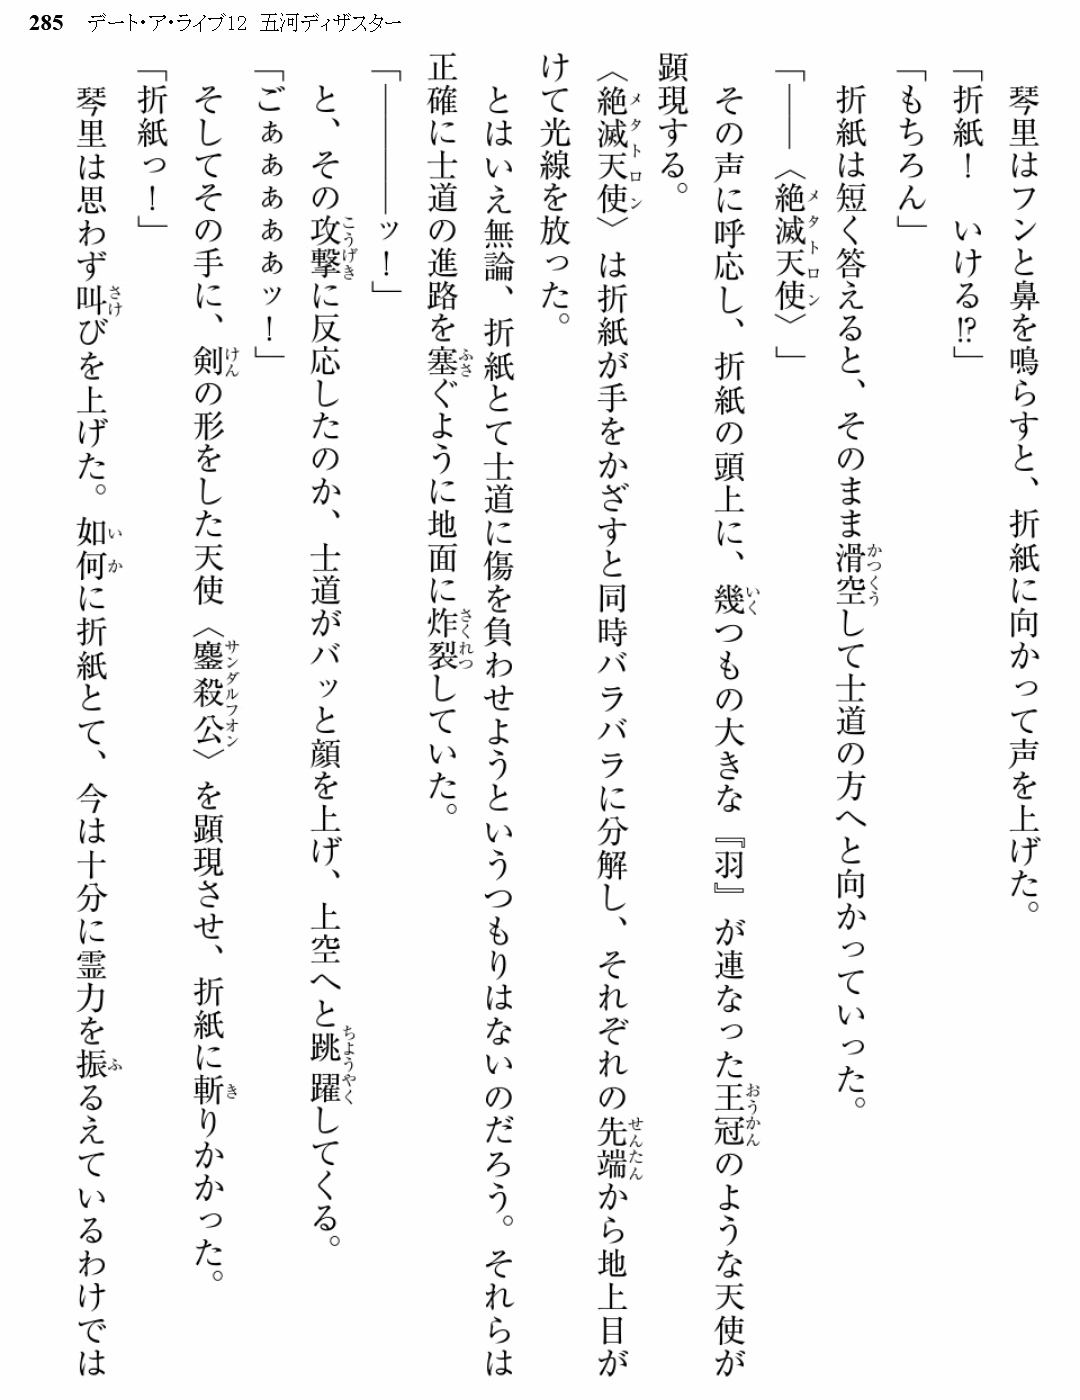 285 デート・ア・ライブ12 五河ディザスター
琴里はフンと鼻を鳴らすと、折紙に向かって声を上げた。
「折紙！　いける!?」
「もちろん」
折紙は短く答えると、そのまま滑空して士道の方へと向かっていった。
「――〈絶滅天使〉」
その声に呼応し、折紙の頭上に、幾つもの大きな『羽』が連なった王冠のような天使が
顕現する。
〈絶滅天使〉は折紙が手をかざすと同時バラバラに分解し、それぞれの先端から地上目が
けて光線を放った。
とはいえ無論、折紙とて士道に傷を負わせようというつもりはないのだろう。それらは
正確に士道の進路を塞ぐように地面に炸裂していた。
「――――ッ！」
と、その攻撃に反応したのか、士道がバッと顔を上げ、上空へと跳躍してくる。
「ごぁぁぁぁぁッ！」
そしてその手に、剣の形をした天使〈鏖殺公〉を顕現させ、折紙に斬りかかった。
「折紙っ！」
琴里は思わず叫びを上げた。如何に折紙とて、今は十分に霊力を振るえているわけでは